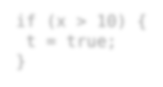 if (x > 10) {
 t = true;
}